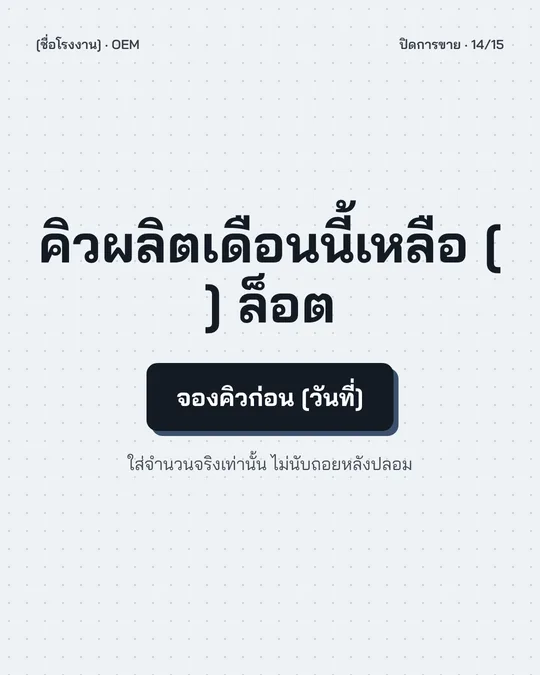 [ชื่อโรงงาน] · OEM
ปิดการขาย · 14/15
คิวผลิตเดือนนี้เหลือ [
] ล็อต
จองคิวก่อน [วันที่]
ใส่จำนวนจริงเท่านั้น ไม่นับถอยหลังปลอม